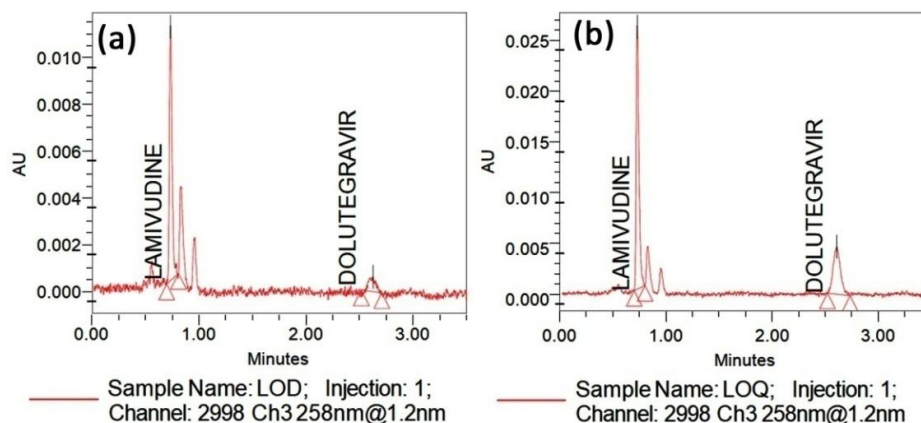 (a)
0.010
0.008
0.006
0.004
0.002
0.000
AU
LAMIVUDINE
DOLUTEGRAVIR
0.00 1.00 2.00 3.00
Minutes
Sample Name: LOD; Injection: 1;
Channel: 2998 Ch3 258nm@1.2nm
(b)
0.025
0.020
0.015
0.010
0.005
0.000
AU
LAMIVUDINE
DOLUTEGRAVIR
0.00 1.00 2.00 3.00
Minutes
Sample Name: LOQ; Injection: 1;
Channel: 2998 Ch3 258nm@1.2nm